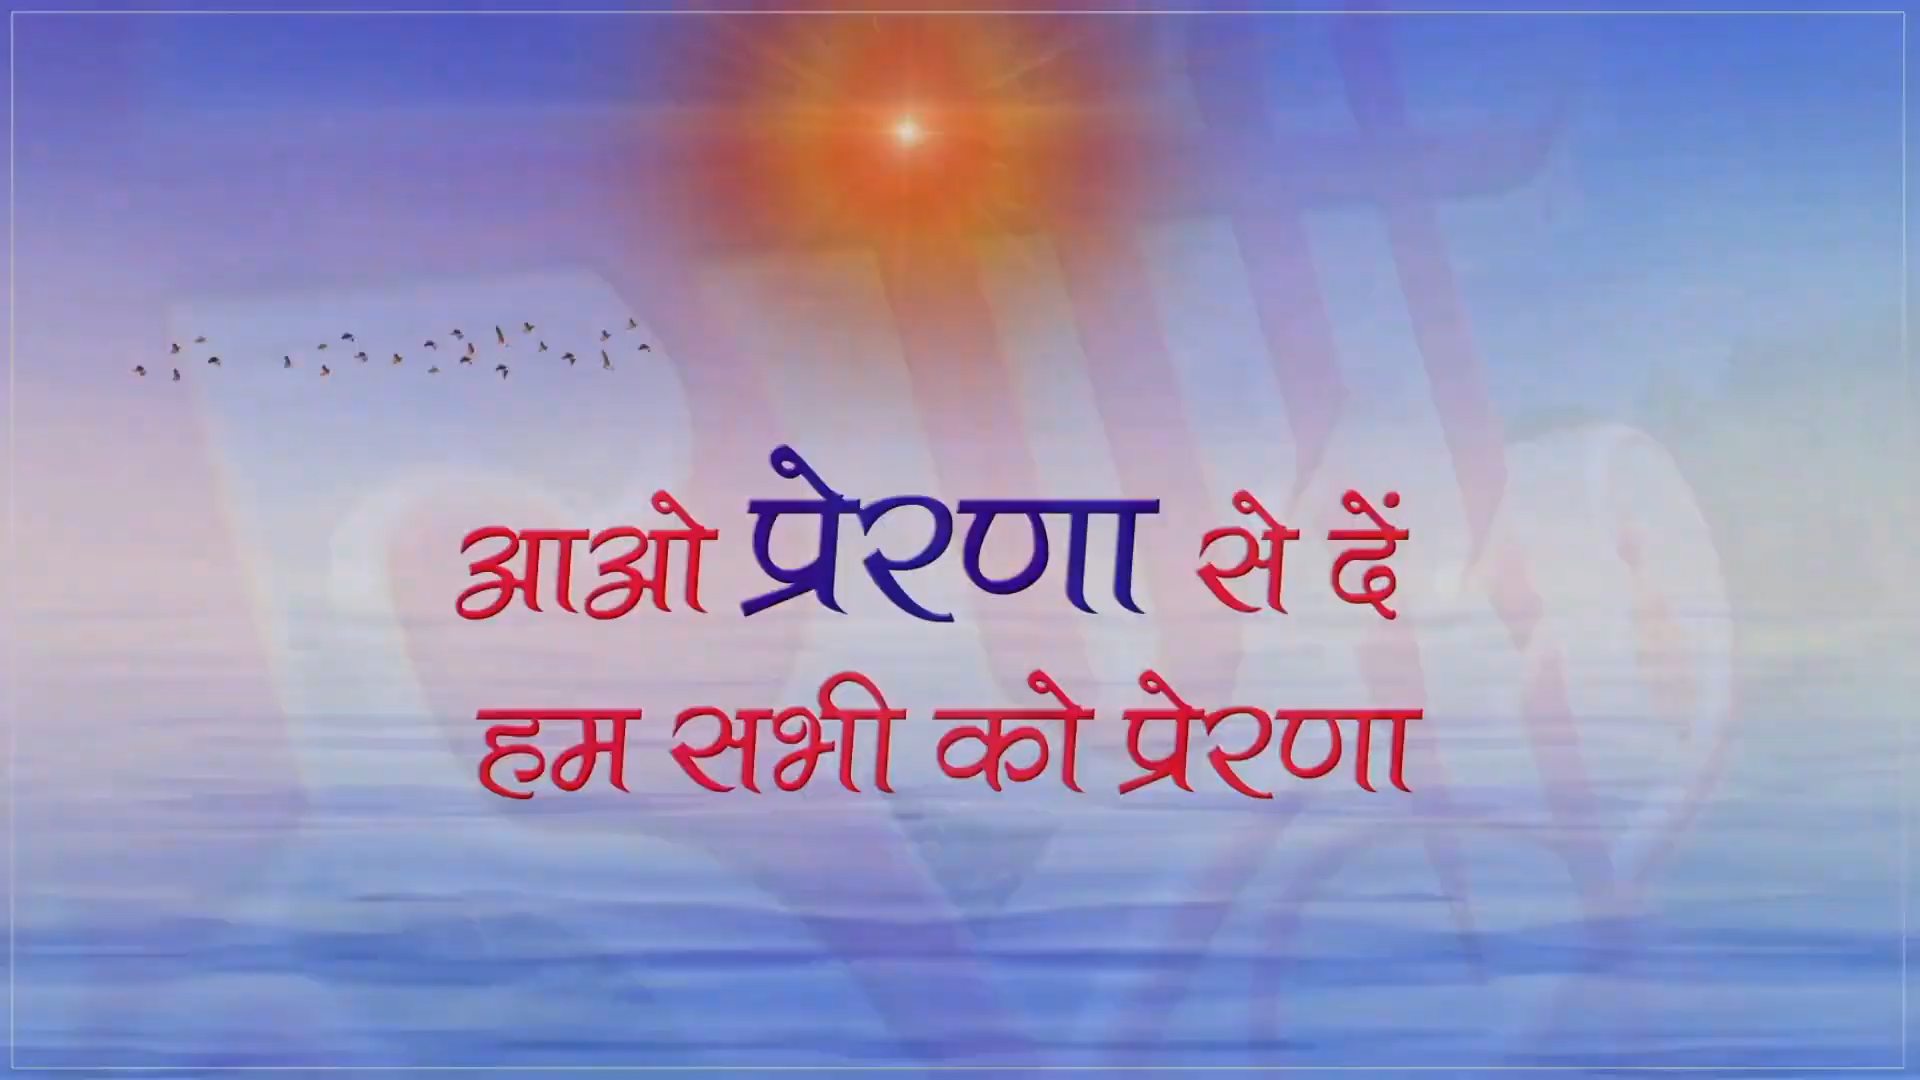 आओ प्रेरणा से दें
हम सभी को प्रेरणा